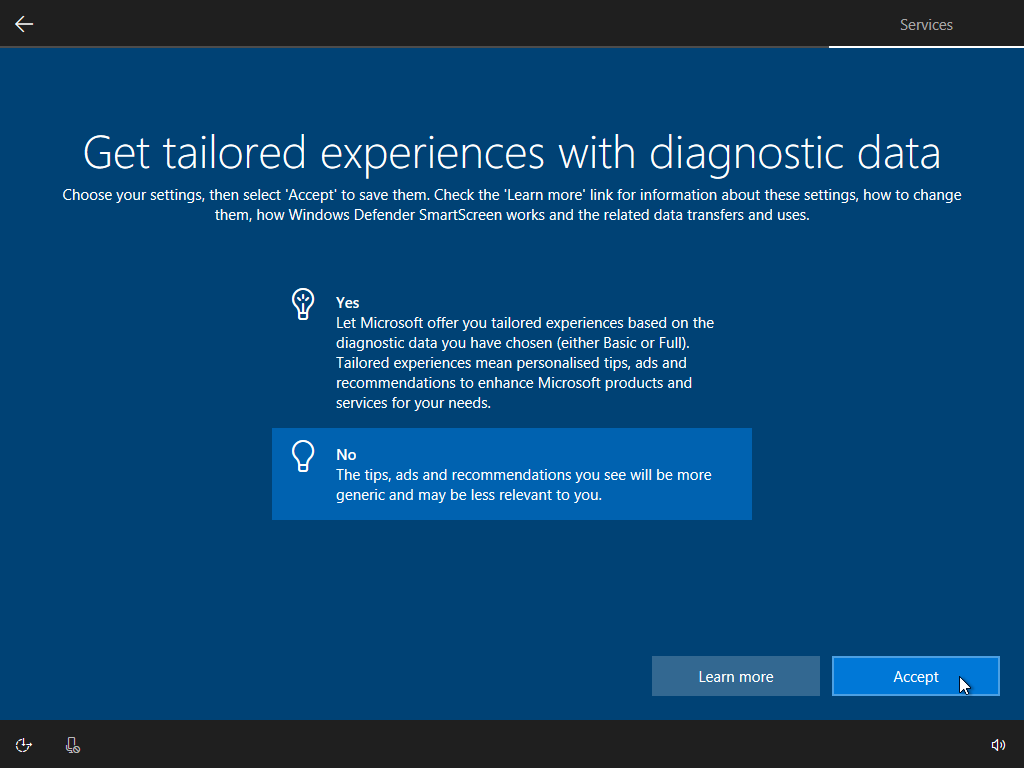 Services
Get tailored experiences with diagnostic data
Choose your settings, then select 'Accept' to save them. Check the 'Learn more' link for information about these settings, how to change
them, how Windows Defender SmartScreen works and the related data transfers and uses.
Yes
Let Microsoft offer you tailored experiences based on the
diagnostic data you have chosen (either Basic or Full).
Tailored experiences mean personalised tips, ads and
recommendations to enhance Microsoft products and
services for your needs.
No
The tips, ads and recommendations you see will be more
generic and may be less relevant to you.
Learn more
Accept